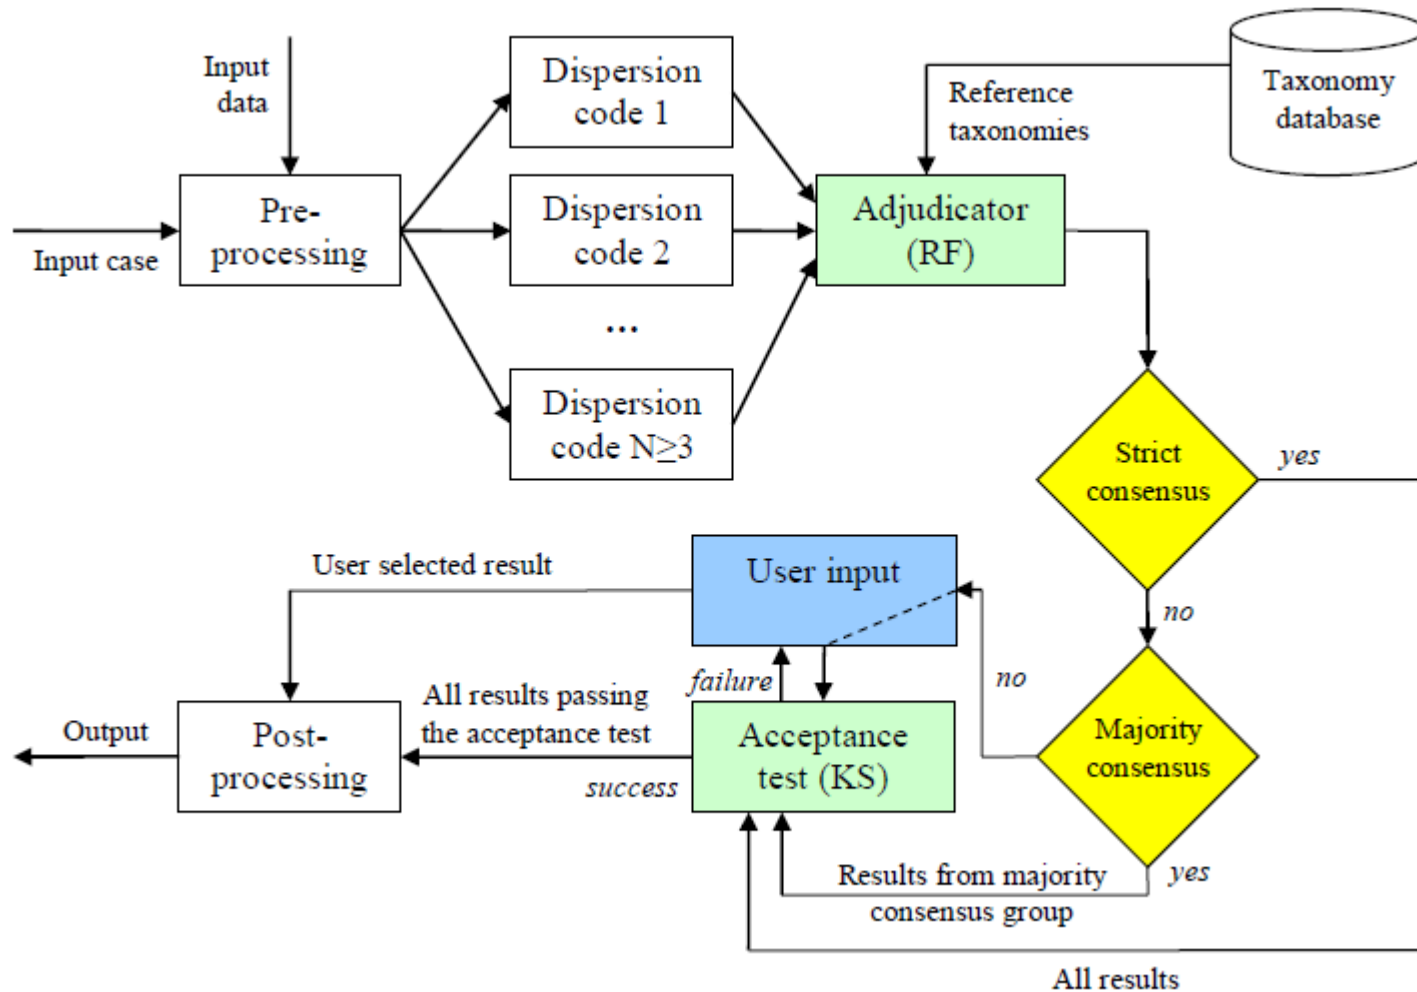 Input
data
Input case
Pre-
processing
Dispersion
code 1
Dispersion
code 2
...
Dispersion
code N≥3
Reference
taxonomies
Taxonomy
database
Adjudicator
(RF)
Strict
consensus
yes
no
User selected result
User input
failure
no
Majority
consensus
yes
All results passing
the acceptance test
success
Acceptance
test (KS)
Output
Post-
processing
Results from majority
consensus group
All results